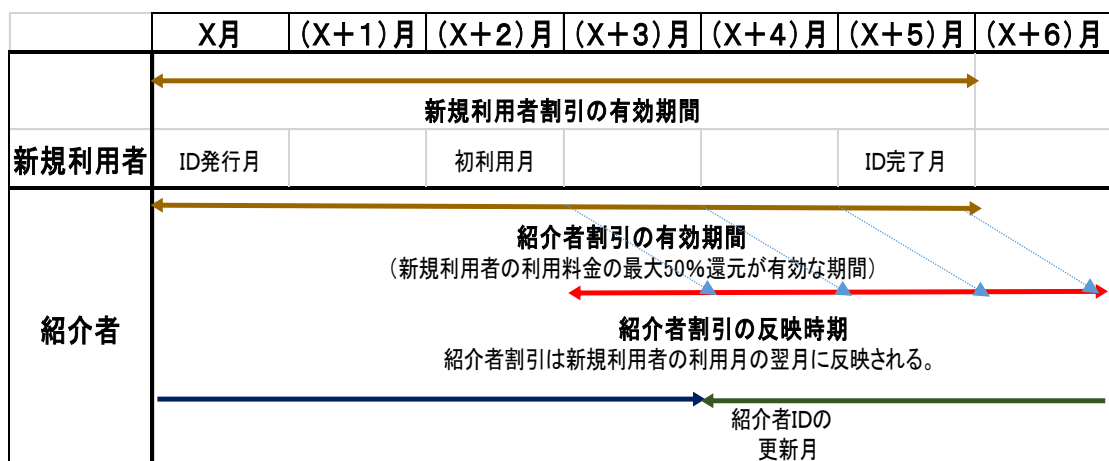 X月 (X+1)月 (X+2)月 (X+3)月 (X+4)月 (X+5)月 (X+6)月
新規利用者割引の有効期間
新規利用者 ID発行月 初利用月 ID完了月
紹介者割引の有効期間
(新規利用者の利用料金の最大50%還元が有効な期間)
紹介者
紹介者割引の反映時期
紹介者割引は新規利用者の利用月の翌月に反映される。
紹介者IDの
更新月